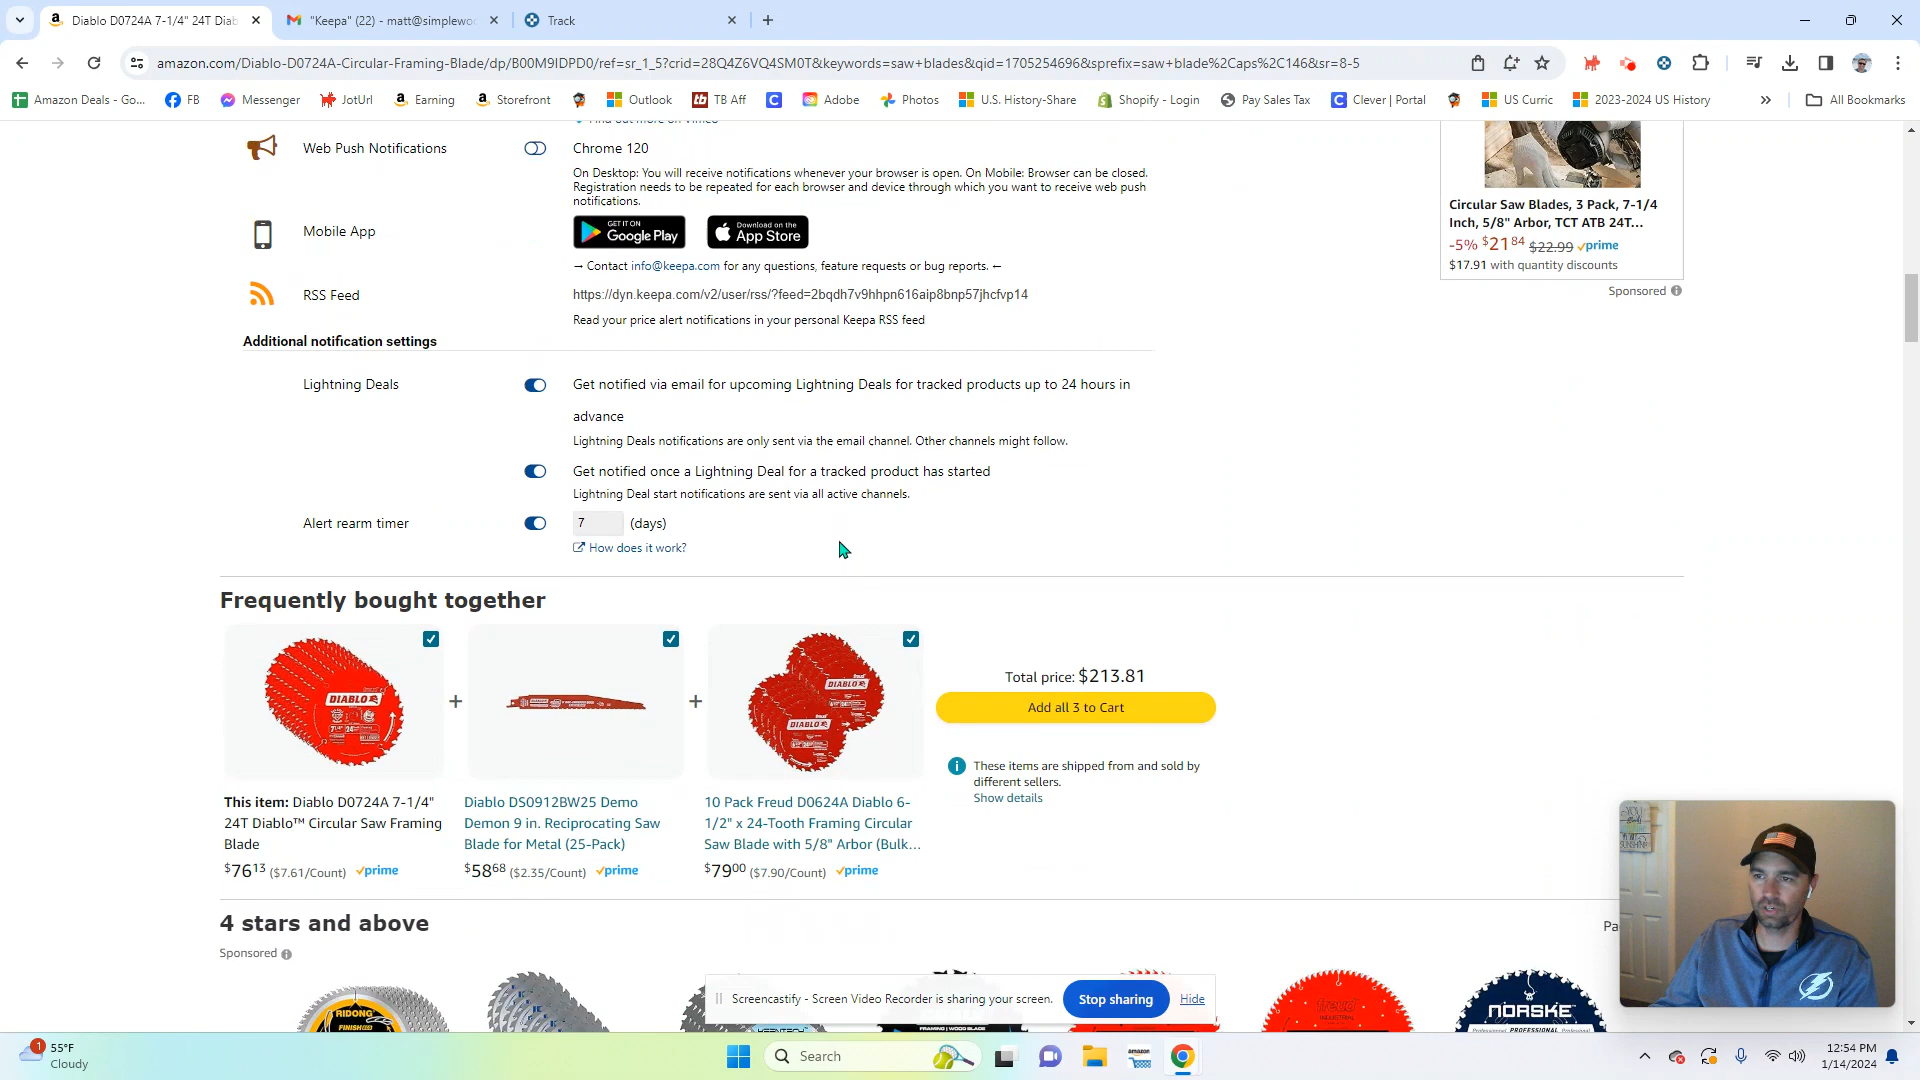 Diablo D0724A 7-1/4" 24T Diab
"Keepa" (22) - matt@simplewoo
Track
amazon.com/Diablo-D0724A-Circular-Framing-Blade/dp/B00M9IDPD0/ref=sr_1_5?crid=28Q4Z6VQ4SM0T&keywords=saw+blades&qid=1705254696&sprefix=saw+blade%2Caps%2C146&sr=8-5
Amazon Deals - Go...
FB
Messenger
JotUrl
Earning
Storefront
Outlook
TB Aff
Adobe
Photos
U.S. History-Share
Shopify - Login
Pay Sales Tax
Clever | Portal
US Curric
2023-2024 US History
All Bookmarks
Find out more on Vimeo
Web Push Notifications
Chrome 120
On Desktop: You will receive notifications whenever your browser is open. On Mobile: Browser can be closed.
Registration needs to be repeated for each browser and device through which you want to receive web push
notifications.
Mobile App
GET IT ON
Google Play
Download on the
App Store
→ Contact info@keepa.com for any questions, feature requests or bug reports. ←
RSS Feed
https://dyn.keepa.com/v2/user/rss/?feed=2bqdh7v9hhpn616aip8bnp57jhcfvp14
Read your price alert notifications in your personal Keepa RSS feed
Additional notification settings
Lightning Deals
Get notified via email for upcoming Lightning Deals for tracked products up to 24 hours in
advance
Lightning Deals notifications are only sent via the email channel. Other channels might follow.
Get notified once a Lightning Deal for a tracked product has started
Lightning Deal start notifications are sent via all active channels.
Alert rearm timer
7
(days)
How does it work?
Circular Saw Blades, 3 Pack, 7-1/4
Inch, 5/8" Arbor, TCT ATB 24T...
-5% $21 84 $22.99 prime
$17.91 with quantity discounts
Sponsored
Frequently bought together
DIABLO
DIABLO
DIABLO
+
+
Total price: $213.81
Add all 3 to Cart
These items are shipped from and sold by
different sellers.
Show details
This item: Diablo D0724A 7-1/4"
24T Diablo™ Circular Saw Framing
Blade
$76 13 ($7.61/Count) prime
Diablo DS0912BW25 Demo
Demon 9 in. Reciprocating Saw
Blade for Metal (25-Pack)
$58 68 ($2.35/Count) prime
10 Pack Freud D0624A Diablo 6-
1/2" x 24-Tooth Framing Circular
Saw Blade with 5/8" Arbor (Bulk...
$79 00 ($7.90/Count) prime
4 stars and above
Sponsored
Pa
RIDONG
FINISH
freud
INDUSTRIAL
NORSKE
PROFESSIONAL
Screencastify - Screen Video Recorder is sharing your screen.
Stop sharing
Hide
1
55°F
Cloudy
Search
amazon
12:54 PM
1/14/2024